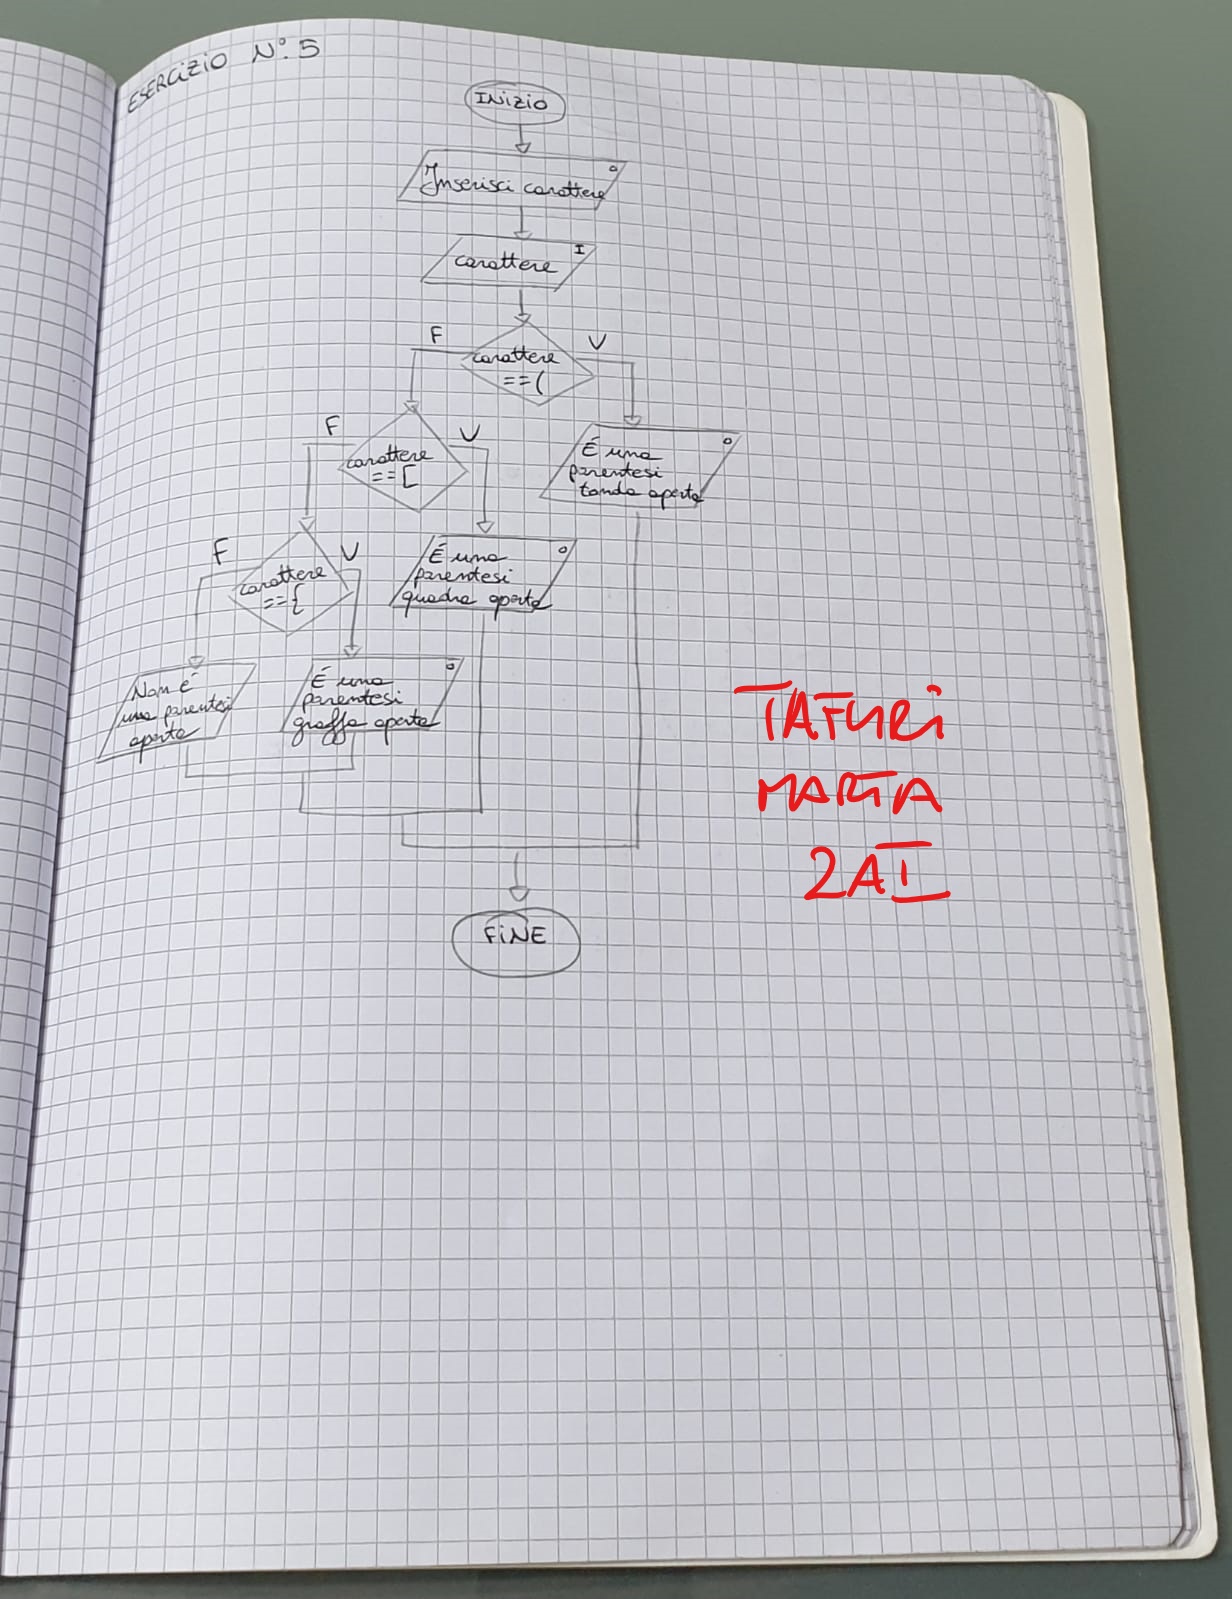 ESERCIZIO N°. 5
INIZIO
O
Inserisci carattere
I
carattere
F
V
carattere
==(
F
V
carattere
==[
O
É una
parentesi
tonda aperta
F
V
carattere
=={
O
É una
parentesi
quadra aperta
Non é
una parentesi
aperta
O
É una
parentesi
graffa aperta
FINE
TAFURI
MARTA
2AI